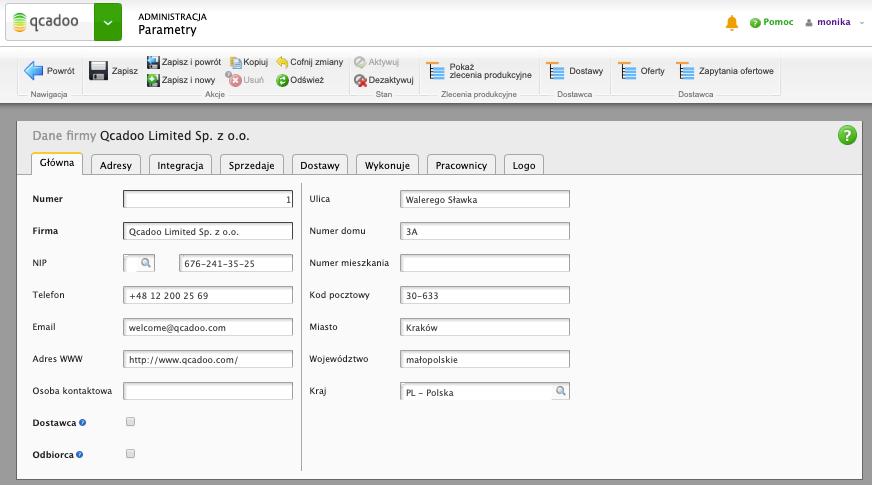 qcadoo
ADMINISTRACJA
Parametry
Pomoc
monika
Powrót
Nawigacja
Zapisz
Zapisz i powrót
Zapisz i nowy
Kopiuj
Usuń
Cofnij zmiany
Odśwież
Akcje
Aktywuj
Dezaktywuj
Stan
Pokaż
zlecenia produkcyjne
Zlecenia produkcyjne
Dostawy
Dostawca
Oferty
Zapytania ofertowe
Dostawca
Dane firmy Qcadoo Limited Sp. z o.o.
Główna
Adresy
Integracja
Sprzedaje
Dostawy
Wykonuje
Pracownicy
Logo
Numer
1
Firma
Qcadoo Limited Sp. z o.o.
NIP
676-241-35-25
Telefon
+48 12 200 25 69
Email
welcome@qcadoo.com
Adres WWW
http://www.qcadoo.com/
Osoba kontaktowa
Dostawca
Odbiorca
Ulica
Walerego Sławka
Numer domu
3A
Numer mieszkania
Kod pocztowy
30-633
Miasto
Kraków
Województwo
małopolskie
Kraj
PL - Polska